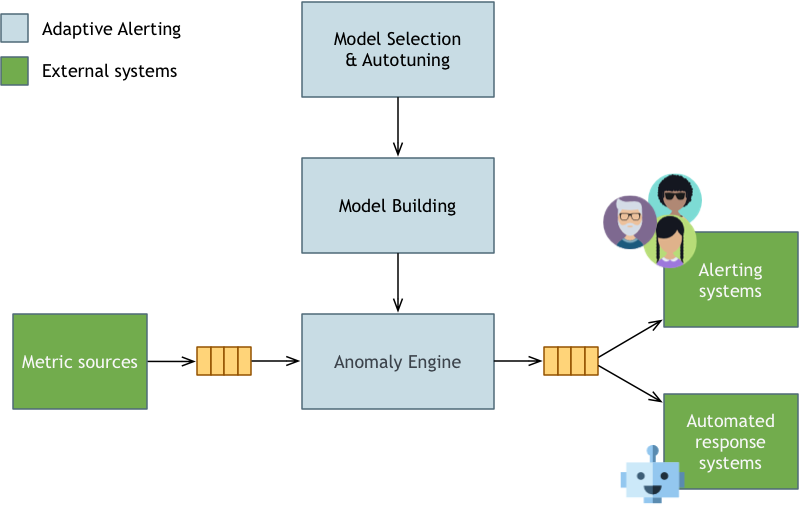 Adaptive Alerting
External systems
Model Selection
& Autotuning
Model Building
Metric sources
Anomaly Engine
Alerting
systems
Automated
response
systems